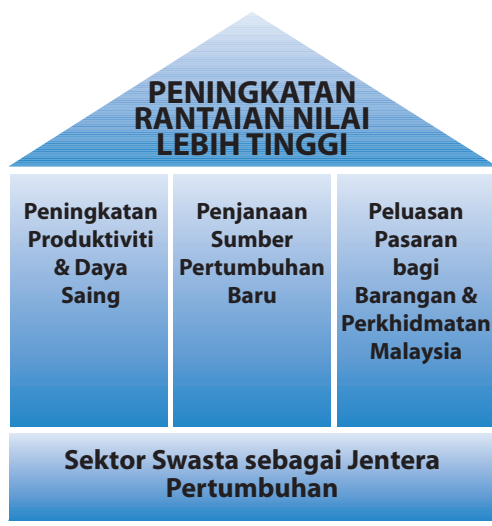 PENINGKATAN
RANTAIAN NILAI
LEBIH TINGGI
Peningkatan
Produktiviti
& Daya
Saing
Penjanaan
Sumber
Pertumbuhan
Baru
Peluasan
Pasaran
bagi
Barangan &
Perkhidmatan
Malaysia
Sektor Swasta sebagai Jentera
Pertumbuhan